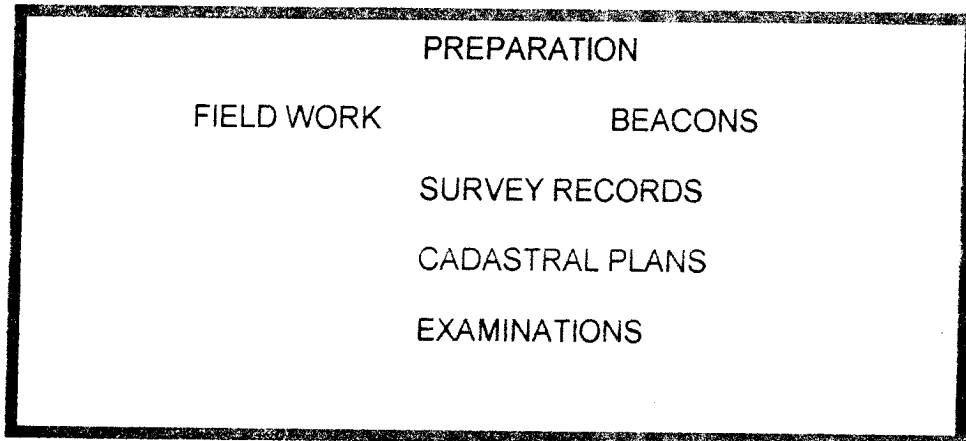 PREPARATION
FIELD WORK BEACONS
SURVEY RECORDS
CADASTRAL PLANS
EXAMINATIONS